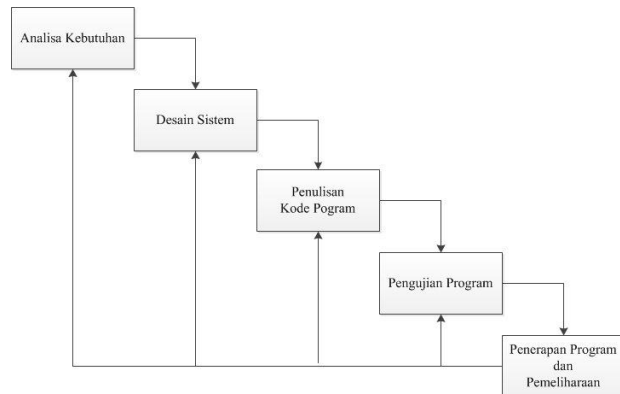 Analisa Kebutuhan
Desain Sistem
Penulisan
Kode Pogram
Pengujian Program
Penerapan Program
dan
Pemeliharaan